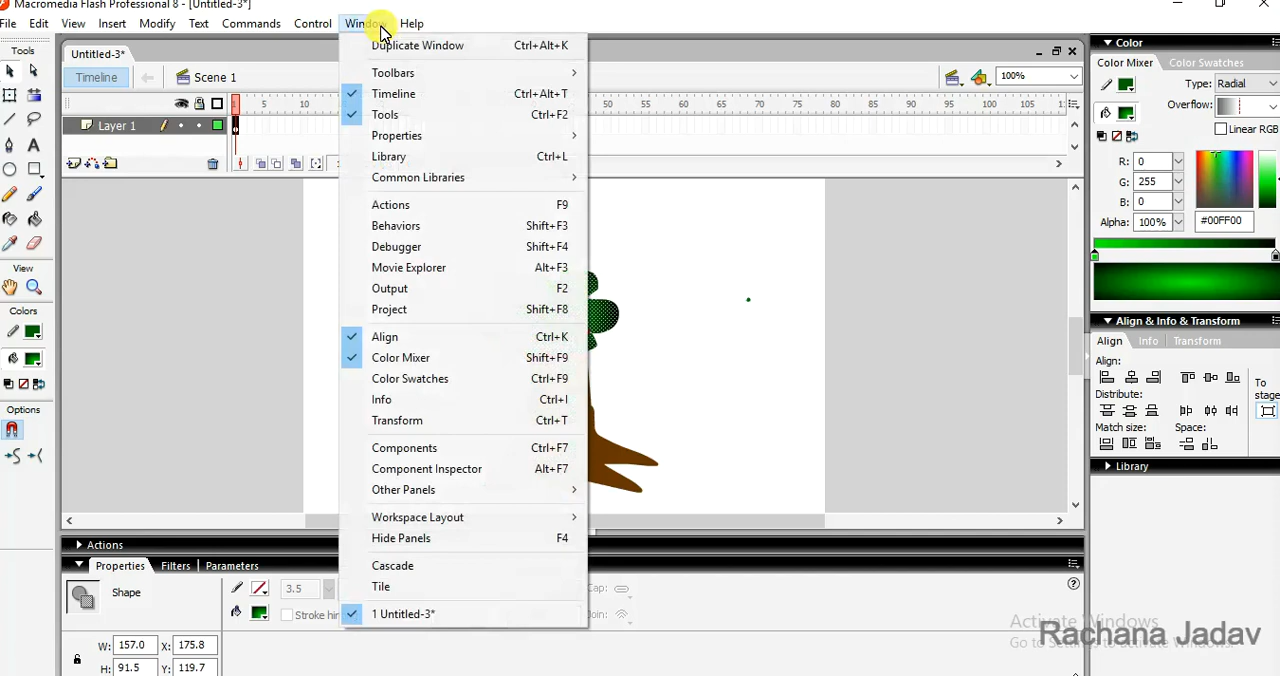 Macromedia Flash Professional 8 - [Untitled-3*]
File Edit View Insert Modify Text Commands Control Window Help
Tools
View
Colors
Options
Untitled-3*
Timeline Scene 1 100%
1 5 10 50 55 60 65 70 75 80 85 90 95 100 105 1:
Layer 1
Duplicate Window Ctrl+Alt+K
Toolbars
Timeline Ctrl+Alt+T
Tools Ctrl+F2
Properties
Library Ctrl+L
Common Libraries
Actions F9
Behaviors Shift+F3
Debugger Shift+F4
Movie Explorer Alt+F3
Output F2
Project Shift+F8
Align Ctrl+K
Color Mixer Shift+F9
Color Swatches Ctrl+F9
Info Ctrl+I
Transform Ctrl+T
Components Ctrl+F7
Component Inspector Alt+F7
Other Panels
Workspace Layout
Hide Panels F4
Cascade
Tile
1 Untitled-3*
Color
Color Mixer Color Swatches
Type: Radial
Overflow:
Linear RGB
R: 0
G: 255
B: 0
Alpha: 100% #00FF00
Align & Info & Transform
Align Info Transform
Align:
To
stage
Distribute:
Match size: Space:
Library
Actions
Properties Filters Parameters
Shape
3.5
Cap:
Stroke hin
Join:
W: 157.0 X: 175.8
H: 91.5 Y: 119.7
Activate Windows
Go to Settings to activate Windows.
Rachana Jadav